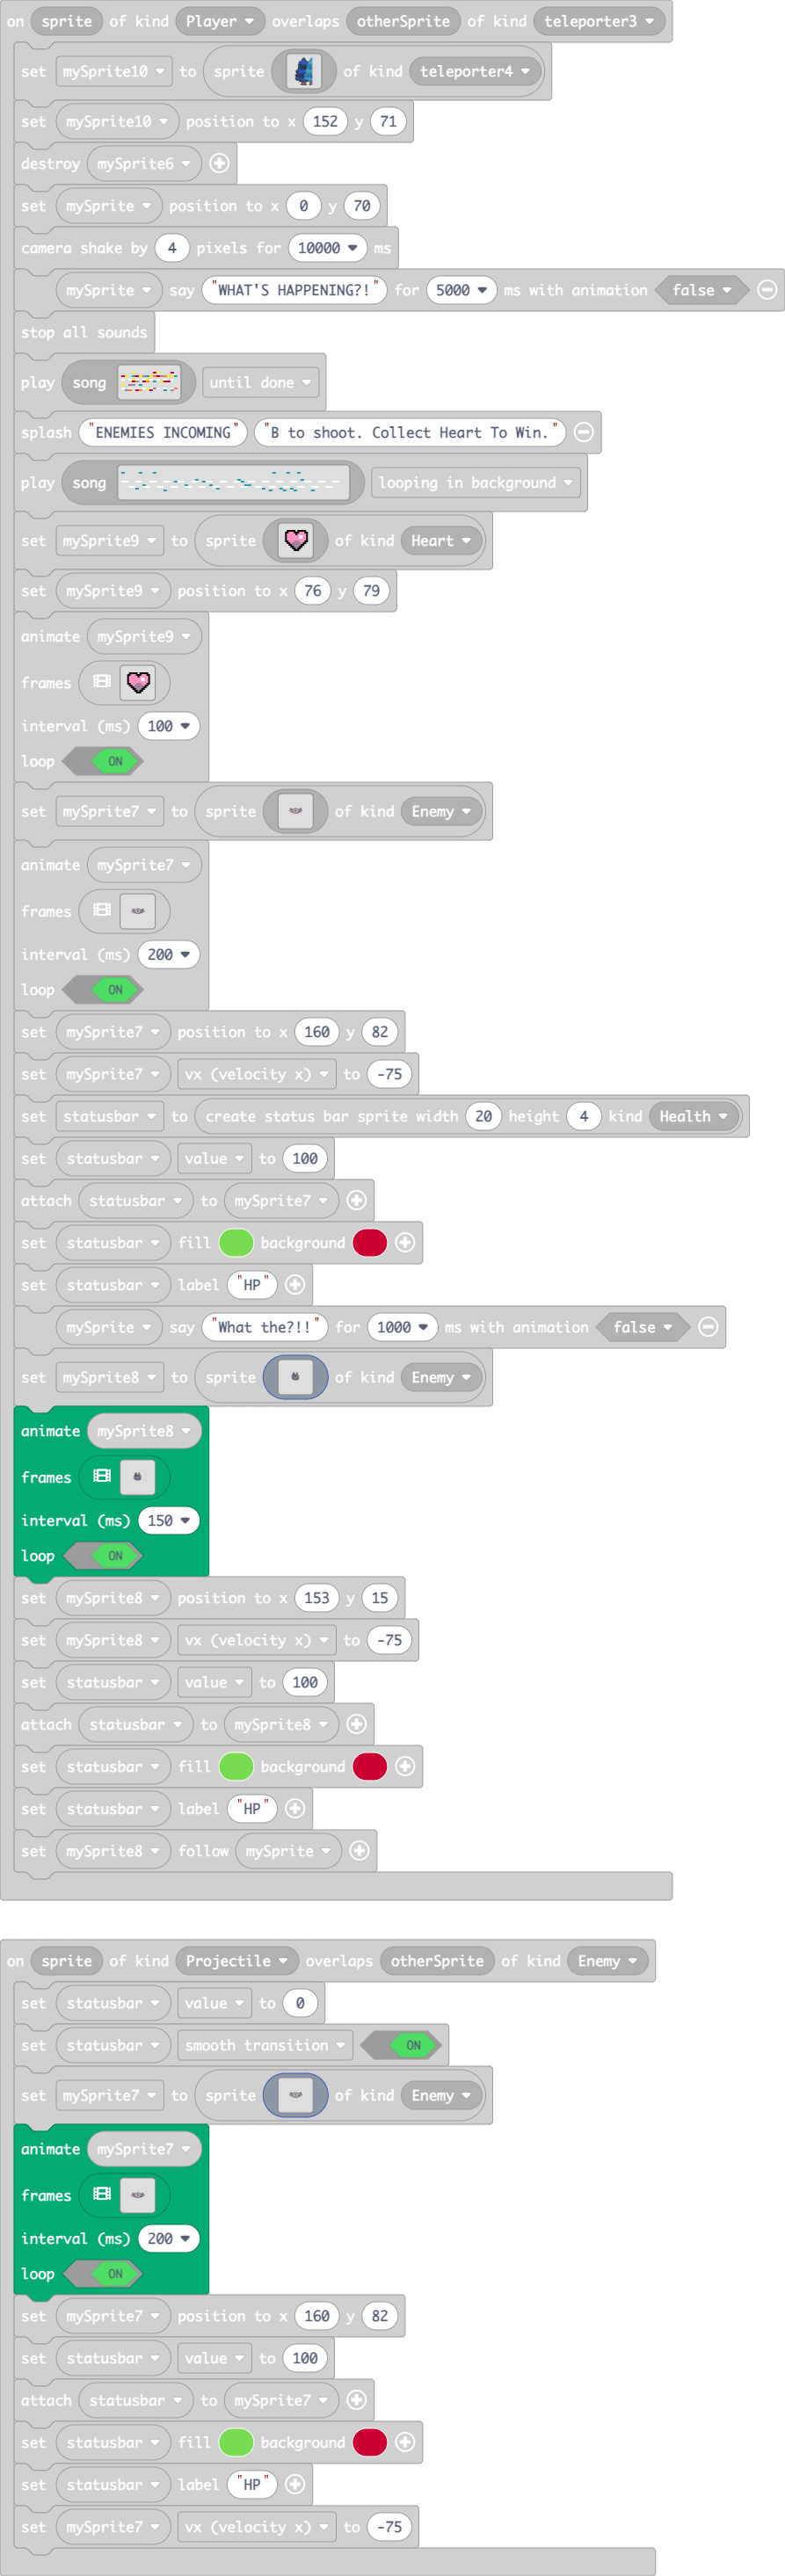 on sprite of kind Player overlaps otherSprite of kind teleporter3
set mySprite10 to sprite of kind teleporter4
set mySprite10 position to x 152 y 71
destroy mySprite6
set mySprite position to x 0 y 70
camera shake by 4 pixels for 10000 ms
mySprite say "WHAT'S HAPPENING?!" for 5000 ms with animation false
stop all sounds
play song until done
splash "ENEMIES INCOMING" "B to shoot. Collect Heart To Win."
play song looping in background
set mySprite9 to sprite of kind Heart
set mySprite9 position to x 76 y 79
animate mySprite9
frames
interval (ms) 100
loop ON
set mySprite7 to sprite of kind Enemy
animate mySprite7
frames
interval (ms) 200
loop ON
set mySprite7 position to x 160 y 82
set mySprite7 vx (velocity x) to -75
set statusbar to create status bar sprite width 20 height 4 kind Health
set statusbar value to 100
attach statusbar to mySprite7
set statusbar fill background
set statusbar label "HP"
mySprite say "What the?!!" for 1000 ms with animation false
set mySprite8 to sprite of kind Enemy
animate mySprite8
frames
interval (ms) 150
loop ON
set mySprite8 position to x 153 y 15
set mySprite8 vx (velocity x) to -75
set statusbar value to 100
attach statusbar to mySprite8
set statusbar fill background
set statusbar label "HP"
set mySprite8 follow mySprite
on sprite of kind Projectile overlaps otherSprite of kind Enemy
set statusbar value to 0
set statusbar smooth transition ON
set mySprite7 to sprite of kind Enemy
animate mySprite7
frames
interval (ms) 200
loop ON
set mySprite7 position to x 160 y 82
set statusbar value to 100
attach statusbar to mySprite7
set statusbar fill background
set statusbar label "HP"
set mySprite7 vx (velocity x) to -75